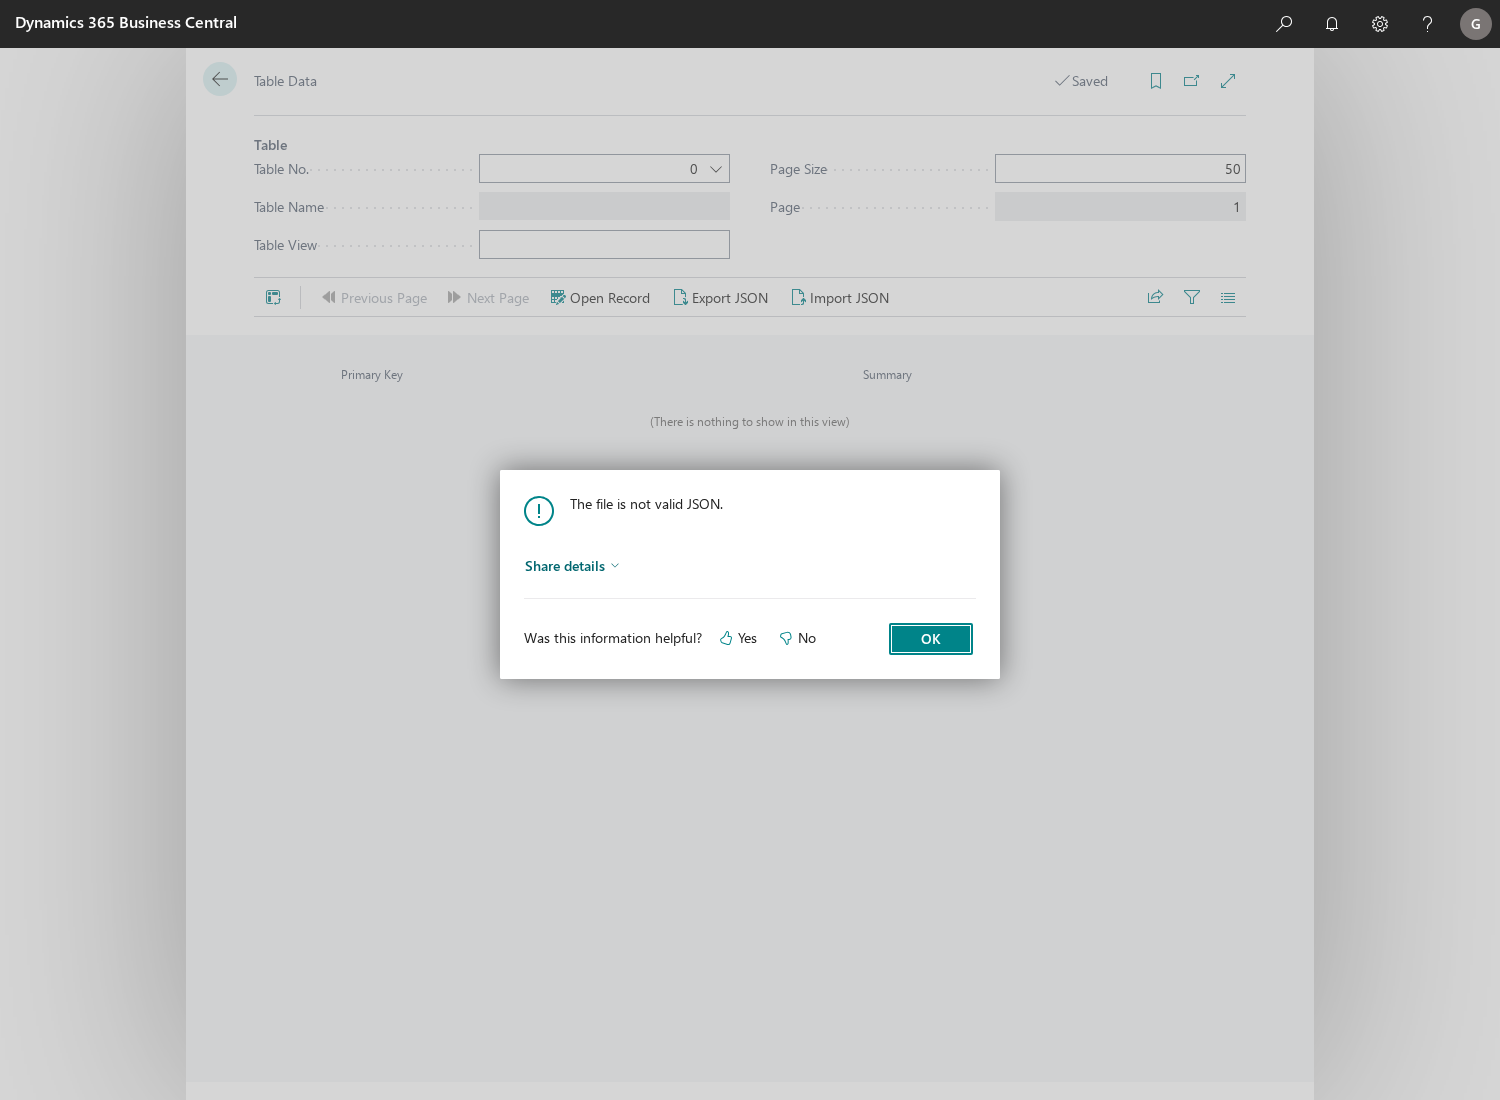 Dynamics 365 Business Central
G
Table Data
Saved
Table
Table No.
0
Page Size
50
Table Name
Page
1
Table View
Previous Page
Next Page
Open Record
Export JSON
Import JSON
Primary Key
Summary
(There is nothing to show in this view)
The file is not valid JSON.
Share details
Was this information helpful?
Yes
No
OK